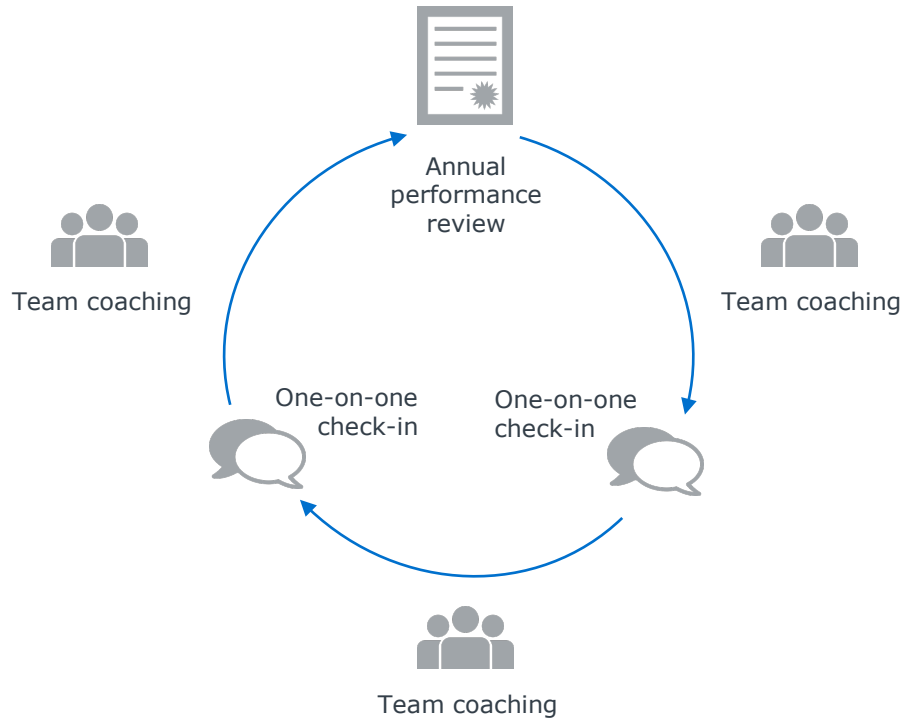 Annual
performance
review
Team coaching
Team coaching
One-on-one
check-in
One-on-one
check-in
Team coaching